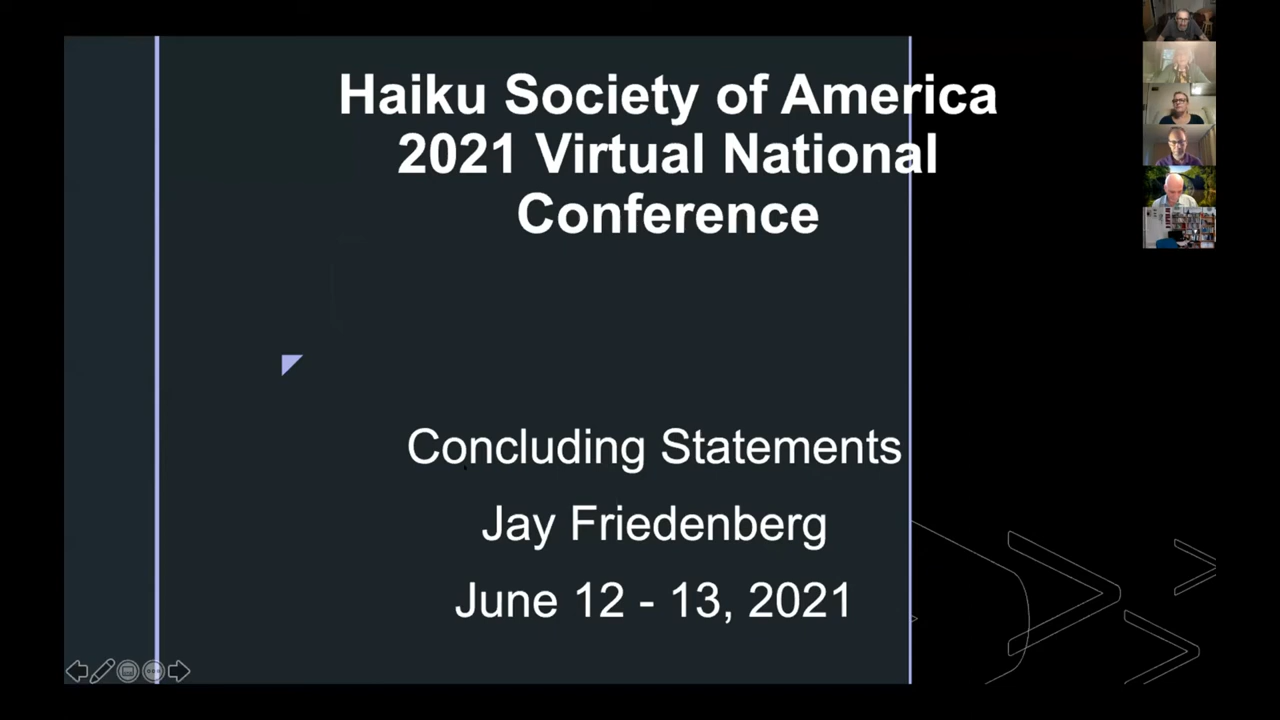 Haiku Society of America
2021 Virtual National
Conference
Concluding Statements
Jay Friedenberg
June 12 - 13, 2021